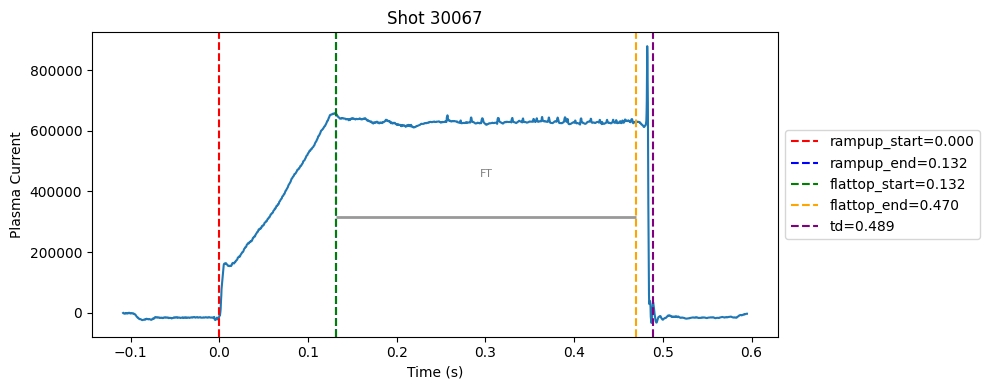 Shot 30067
Plasma Current
800000
600000
400000
200000
0
FT
−0.1
0.0
0.1
0.2
0.3
0.4
0.5
0.6
Time (s)
rampup_start=0.000
rampup_end=0.132
flattop_start=0.132
flattop_end=0.470
td=0.489